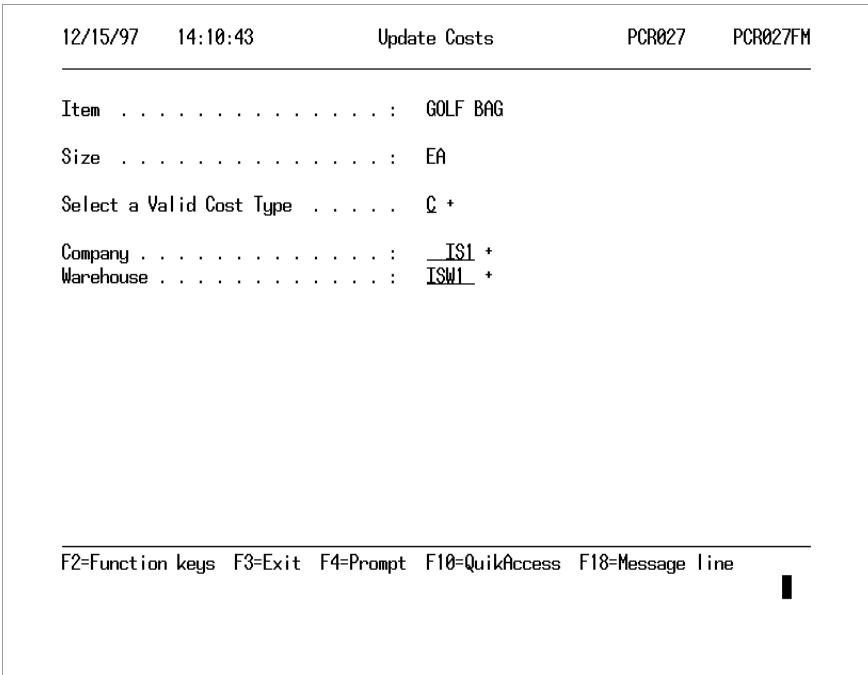 12/15/97 14:10:43 Update Costs PCR027 PCR027FM
Item . . . . . . . . . . . . . . : GOLF BAG
Size . . . . . . . . . . . . . . : EA
Select a Valid Cost Type . . . . . C +
Company . . . . . . . . . . . . . : IS1 +
Warehouse . . . . . . . . . . . . : ISW1 +
F2=Function keys F3=Exit F4=Prompt F10=QuikAccess F18=Message line